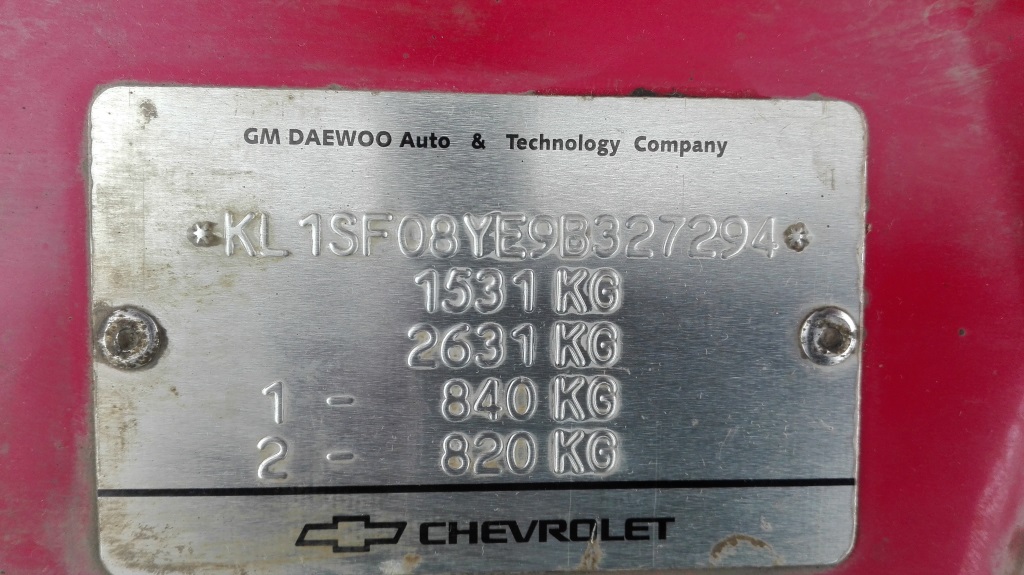 GM DAEWOO Auto & Technology Company
*KL1SF08YE9B327294*
1531 KG
2631 KG
1 - 840 KG
2 - 820 KG
CHEVROLET